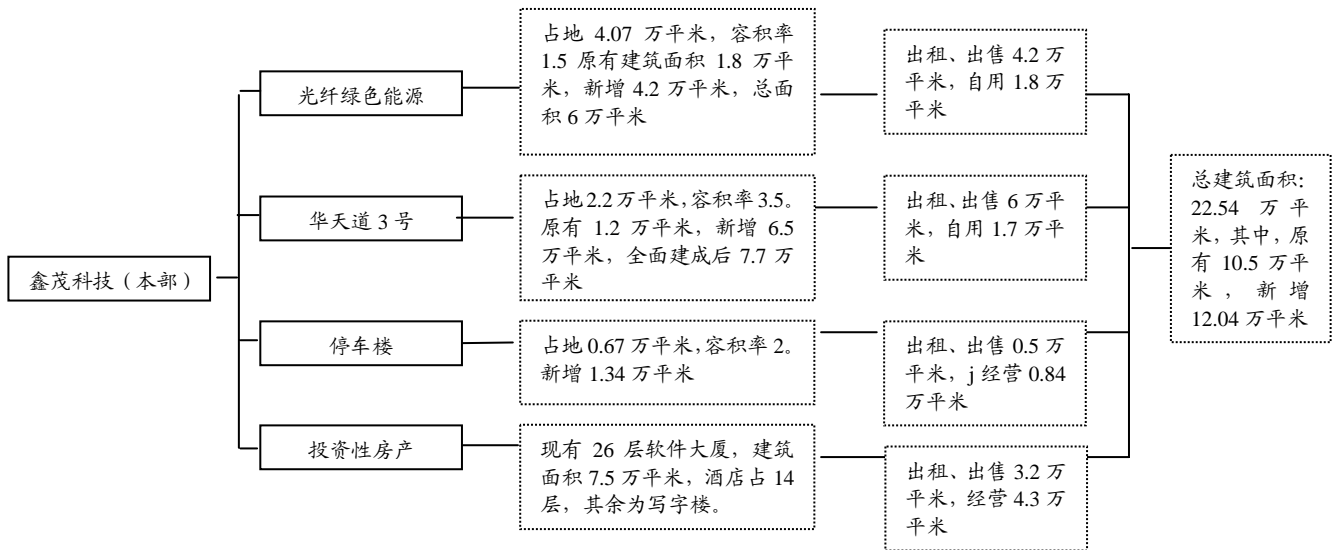 鑫茂科技（本部）
光纤绿色能源
占地 4.07 万平米，容积率
1.5 原有建筑面积 1.8 万平
米，新增 4.2 万平米，总面
积 6 万平米
出租、出售 4.2 万
平米，自用 1.8 万
平米
华天道 3 号
占地2.2万平米，容积率3.5。
原有 1.2 万平米，新增 6.5
万平米，全面建成后 7.7 万
平米
出租、出售 6 万平
米，自用 1.7 万平
米
停车楼
占地 0.67 万平米，容积率 2。
新增 1.34 万平米
出租、出售 0.5 万
平米，j 经营 0.84
万平米
投资性房产
现有 26 层软件大厦，建筑
面积 7.5 万平米，酒店占 14
层，其余为写字楼。
出租、出售 3.2 万
平米，经营 4.3 万
平米
总建筑面积：
22.54 万平
米，其中，原
有 10.5 万平
米，新增
12.04 万平米